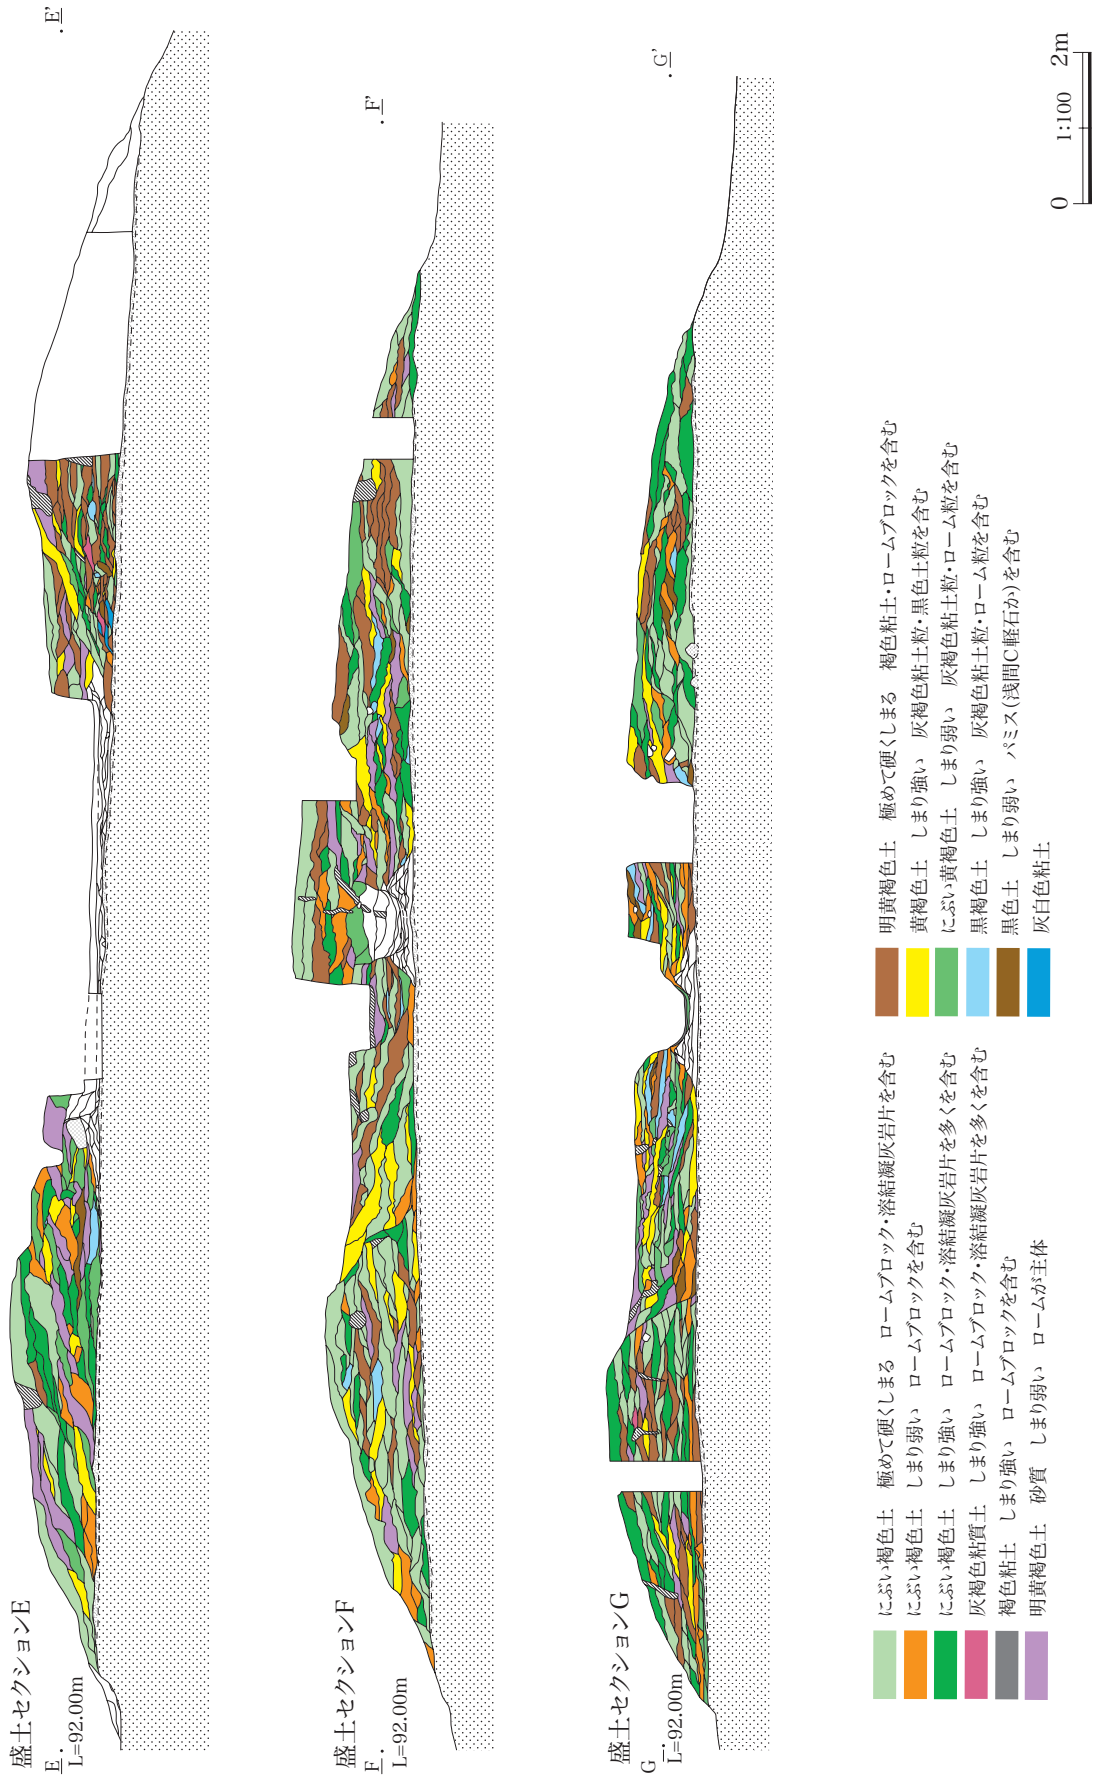 盛土セクションE
E
E'
L=92.00m
盛土セクションF
F
F'
L=92.00m
盛土セクションG
G
G'
L=92.00m
にぶい褐色土 極めて硬くしまる ロームブロック・溶結凝灰岩片を含む
にぶい褐色土 しまり弱い ロームブロックを含む
にぶい褐色土 しまり強い ロームブロック・溶結凝灰岩片を多くを含む
灰褐色粘質土 しまり強い ロームブロック・溶結凝灰岩片を多くを含む
褐色粘土 しまり強い ロームブロックを含む
明黄褐色土 砂質 しまり弱い ロームが主体
明黄褐色土 極めて硬くしまる 褐色粘土・ロームブロックを含む
黄褐色土 しまり強い 灰褐色粘土粒・黒色土粒を含む
にぶい黄褐色土 しまり弱い 灰褐色粘土粒・ローム粒を含む
黒褐色土 しまり強い 灰褐色粘土粒・ローム粒を含む
黒色土 しまり弱い パミス(浅間C軽石か)を含む
灰白色粘土
0 1:100 2m